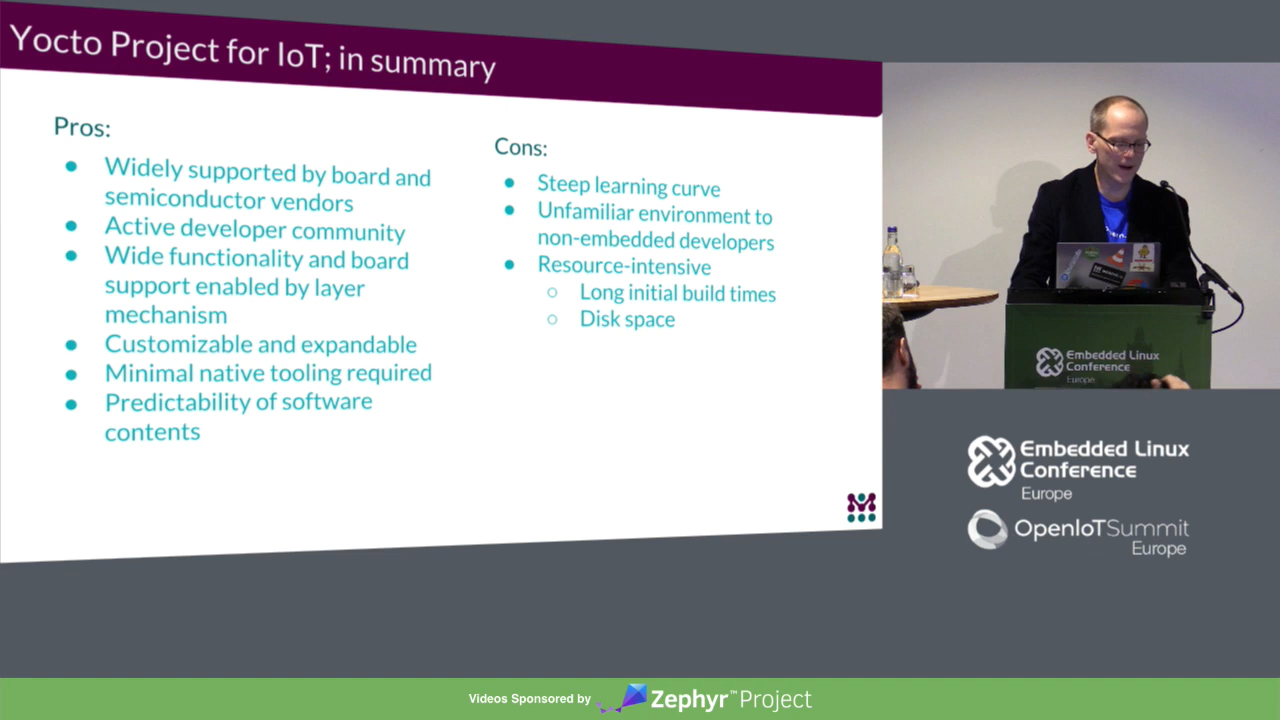 Yocto Project for IoT; in summary
Pros:
Widely supported by board and
semiconductor vendors
Active developer community
Wide functionality and board
support enabled by layer
mechanism
Customizable and expandable
Minimal native tooling required
Predictability of software
contents
Cons:
Steep learning curve
Unfamiliar environment to
non-embedded developers
Resource-intensive
Long initial build times
Disk space
Embedded Linux
Conference
Europe
Embedded Linux
Conference
Europe
OpenIoTSummit
Europe
Videos Sponsored by
Zephyr™Project